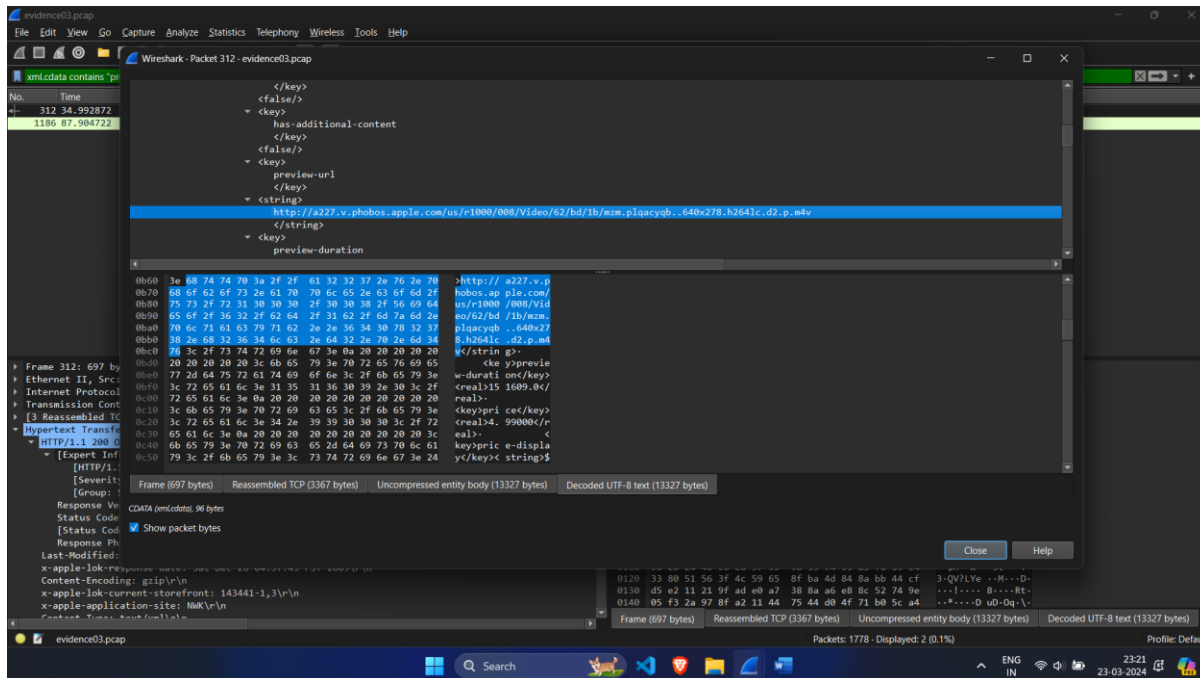 evidence03.pcap
File Edit View Go Capture Analyze Statistics Telephony Wireless Tools Help
Wireshark · Packet 312 · evidence03.pcap
xml.cdata contains "pr
No. Time
312 34.992872
1186 87.904722
</key>
<false/>
<key>
has-additional-content
</key>
<false/>
<key>
preview-url
</key>
<string>
http://a227.v.phobos.apple.com/us/r1000/008/Video/62/bd/1b/mzm.plqacyqb..640x278.h264lc.d2.p.m4v
</string>
<key>
preview-duration
0b60 3e 68 74 74 70 3a 2f 2f 61 32 32 37 2e 76 2e 70 >http:// a227.v.p
0b70 68 6f 62 6f 73 2e 61 70 70 6c 65 2e 63 6f 6d 2f hobos.ap ple.com/
0b80 75 73 2f 72 31 30 30 30 2f 30 30 38 2f 56 69 64 us/r1000 /008/Vid
0b90 65 6f 2f 36 32 2f 62 64 2f 31 62 2f 6d 7a 6d 2e eo/62/bd /1b/mzm.
0ba0 70 6c 71 61 63 79 71 62 2e 2e 36 34 30 78 32 37 plqacyqb ..640x27
0bb0 38 2e 68 32 36 34 6c 63 2e 64 32 2e 70 2e 6d 34 8.h264lc .d2.p.m4
0bc0 76 3c 2f 73 74 72 69 6e 67 3e 0a 20 20 20 20 20 v</strin g>·
0bd0 20 20 20 20 20 3c 6b 65 79 3e 70 72 65 76 69 65 <ke y>previe
0be0 77 2d 64 75 72 61 74 69 6f 6e 3c 2f 6b 65 79 3e w-durati on</key>
0bf0 3c 72 65 61 6c 3e 31 35 31 36 30 39 2e 30 3c 2f <real>15 1609.0</
0c00 72 65 61 6c 3e 0a 20 20 20 20 20 20 20 20 20 20 real>·
0c10 3c 6b 65 79 3e 70 72 69 63 65 3c 2f 6b 65 79 3e <key>pri ce</key>
0c20 3c 72 65 61 6c 3e 34 2e 39 39 30 30 30 3c 2f 72 <real>4. 99000</r
0c30 65 61 6c 3e 0a 20 20 20 20 20 20 20 20 20 20 3c eal>· <
0c40 6b 65 79 3e 70 72 69 63 65 2d 64 69 73 70 6c 61 key>pric e-displa
0c50 79 3c 2f 6b 65 79 3e 3c 73 74 72 69 6e 67 3e 24 y</key>< string>$
Frame (697 bytes) Reassembled TCP (3367 bytes) Uncompressed entity body (13327 bytes) Decoded UTF-8 text (13327 bytes)
CDATA (xml.cdata), 96 bytes
Show packet bytes
Close Help
Frame 312: 697 by
Ethernet II, Src:
Internet Protocol
Transmission Cont
[3 Reassembled TC
Hypertext Transfe
HTTP/1.1 200 O
[Expert Inf
[HTTP/1.
[Severit
[Group:
Response Ve
Status Code
[Status Cod
Response Ph
Last-Modified:
Content-Encoding: gzip\r\n
x-apple-lok-current-storefront: 143441-1,3\r\n
x-apple-application-site: NWK\r\n
0130 d5 e2 11 21 9f ad e0 a7 38 8a a6 e8 8c 52 74 9e
0120 33 80 51 56 3f 4c 59 65 8f ba 4d 84 8a bb 44 cf 3·QV?LYe ··M···D·
0140 05 f3 2a 97 8f a2 11 44 75 44 d0 4f 71 b0 5c a4 ··*····D uD·Oq·\·
Frame (697 bytes) Reassembled TCP (3367 bytes) Uncompressed entity body (13327 bytes) Decoded UTF-8 text (13327 bytes)
evidence03.pcap Packets: 1778 · Displayed: 2 (0.1%) Profile: Defau
Search
ENG
IN
23:21
23-03-2024